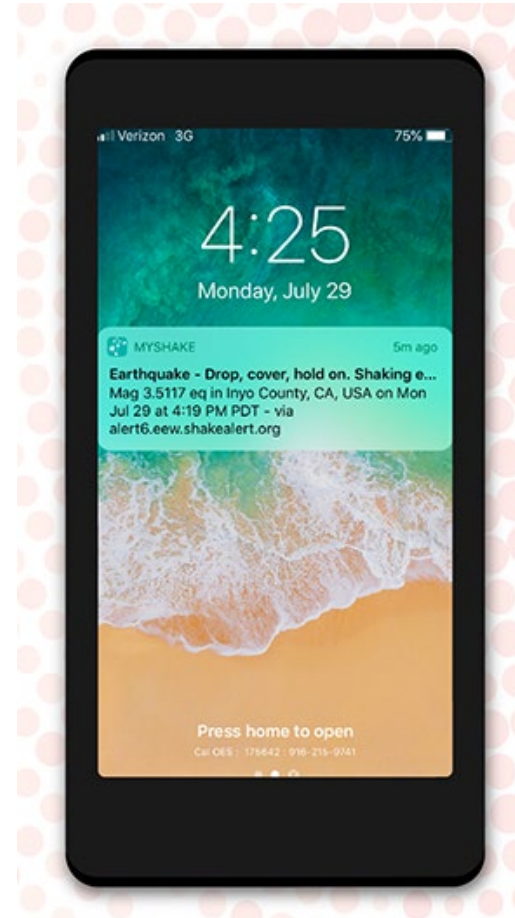 Verizon 3G 75%
4:25
Monday, July 29
MYSHAKE 5m ago
Earthquake - Drop, cover, hold on. Shaking e...
Mag 3.5117 eq in Inyo County, CA, USA on Mon
Jul 29 at 4:19 PM PDT - via
alert6.eew.shakealert.org
Press home to open
Cal OES : 175642 : 916-215-9741